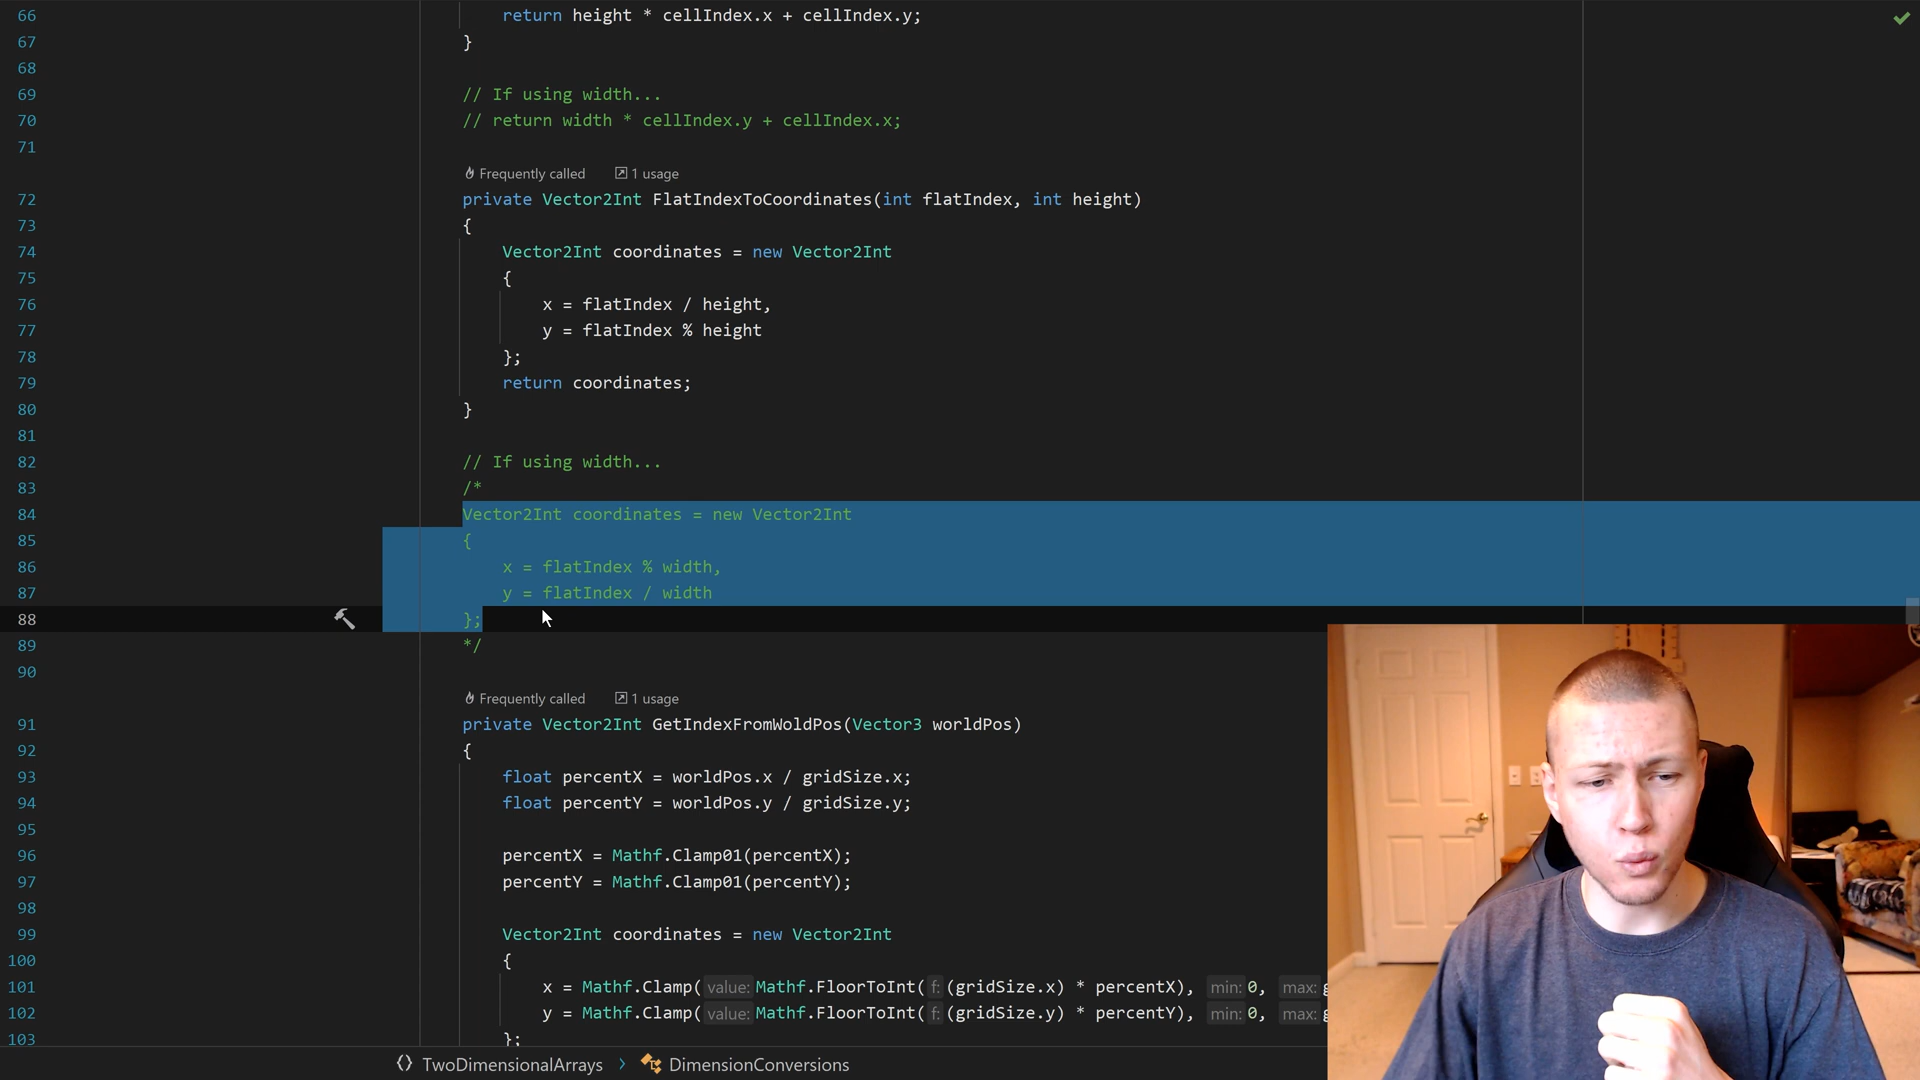 66 return height * cellIndex.x + cellIndex.y;
67 }
68
69 // If using width...
70 // return width * cellIndex.y + cellIndex.x;
71
Frequently called 1 usage
72 private Vector2Int FlatIndexToCoordinates(int flatIndex, int height)
73 {
74 Vector2Int coordinates = new Vector2Int
75 {
76 x = flatIndex / height,
77 y = flatIndex % height
78 };
79 return coordinates;
80 }
81
82 // If using width...
83 /*
84 Vector2Int coordinates = new Vector2Int
85 {
86 x = flatIndex % width,
87 y = flatIndex / width
88 };
89 */
90
Frequently called 1 usage
91 private Vector2Int GetIndexFromWoldPos(Vector3 worldPos)
92 {
93 float percentX = worldPos.x / gridSize.x;
94 float percentY = worldPos.y / gridSize.y;
95
96 percentX = Mathf.Clamp01(percentX);
97 percentY = Mathf.Clamp01(percentY);
98
99 Vector2Int coordinates = new Vector2Int
100 {
101 x = Mathf.Clamp( value: Mathf.FloorToInt( f: (gridSize.x) * percentX), min: 0, max:
102 y = Mathf.Clamp( value: Mathf.FloorToInt( f: (gridSize.y) * percentY), min: 0, max:
103 };
TwoDimensionalArrays > DimensionConversions